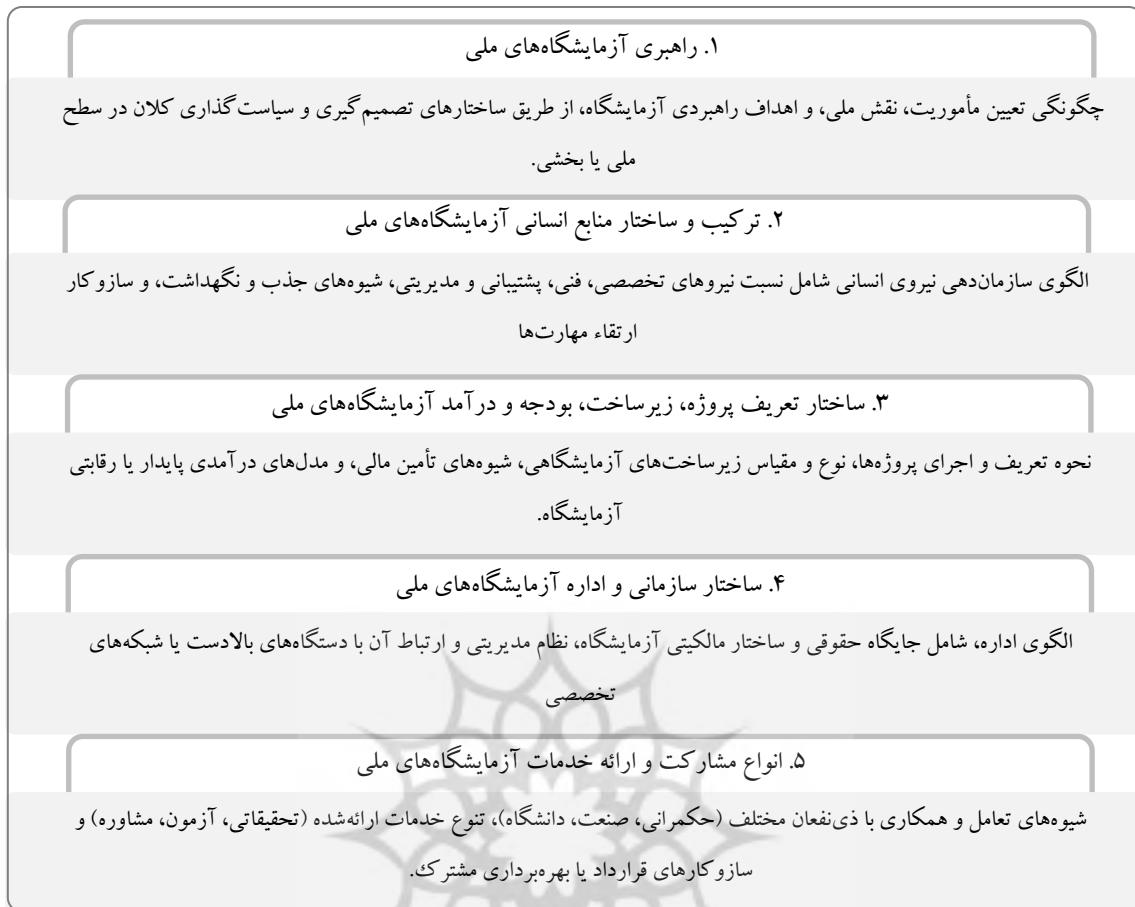 ۱. راهبری آزمایشگاه‌های ملی
چگونگی تعیین مأموریت، نقش ملی، و اهداف راهبردی آزمایشگاه، از طریق ساختارهای تصمیم‌گیری و سیاست‌گذاری کلان در سطح
ملی یا بخشی.
۲. ترکیب و ساختار منابع انسانی آزمایشگاه‌های ملی
الگوی سازمان‌دهی نیروی انسانی شامل نسبت نیروهای تخصصی، فنی، پشتیبانی و مدیریتی، شیوه‌های جذب و نگهداشت، و سازوکار
ارتقاء مهارت‌ها
۳. ساختار تعریف پروژه، زیرساخت، بودجه و درآمد آزمایشگاه‌های ملی
نحوه تعریف و اجرای پروژه‌ها، نوع و مقیاس زیرساخت‌های آزمایشگاهی، شیوه‌های تأمین مالی، و مدل‌های درآمدی پایدار یا رقابتی
آزمایشگاه.
۴. ساختار سازمانی و اداره آزمایشگاه‌های ملی
الگوی اداره، شامل جایگاه حقوقی و ساختار مالکیتی آزمایشگاه، نظام مدیریتی و ارتباط آن با دستگاه‌های بالادست یا شبکه‌های
تخصصی
۵. انواع مشارکت و ارائه خدمات آزمایشگاه‌های ملی
شیوه‌های تعامل و همکاری با ذی‌نفعان مختلف (حکمرانی، صنعت، دانشگاه)، تنوع خدمات ارائه‌شده (تحقیقاتی، آزمون، مشاوره) و
سازوکارهای قرارداد یا بهره‌برداری مشترک.